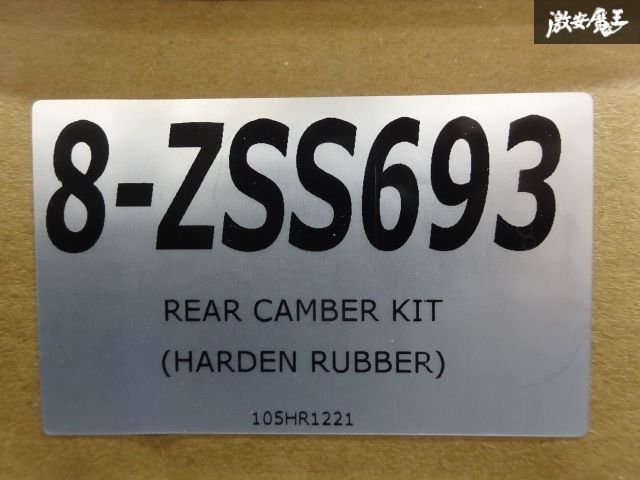 激安魔王
8-ZSS693
REAR CAMBER KIT
(HARDEN RUBBER)
105HR1221